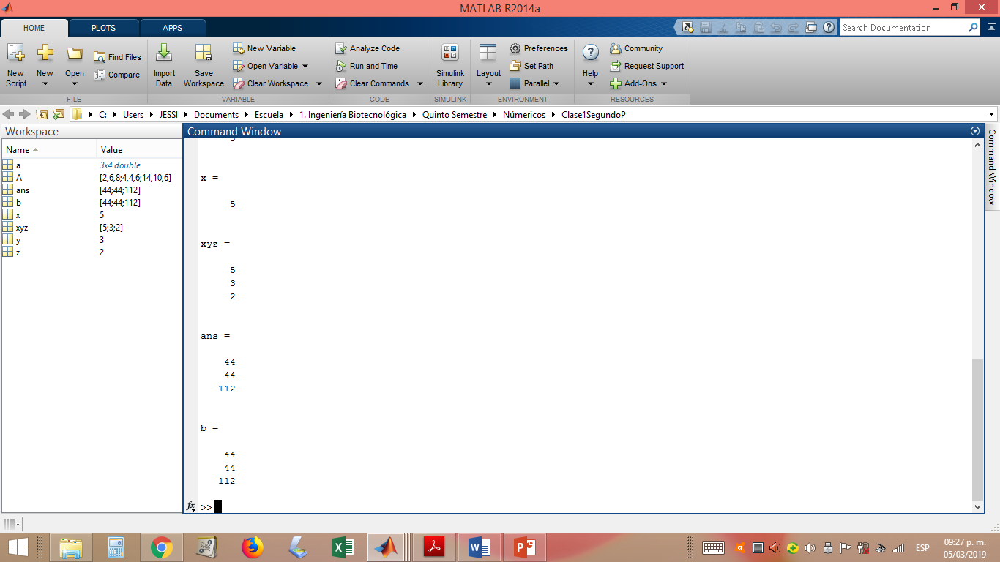 MATLAB R2014a
HOME PLOTS APPS Search Documentation
New Script New Open Find Files Compare Import Data Save Workspace New Variable Open Variable Clear Workspace Analyze Code Run and Time Clear Commands Simulink Library Layout Preferences Set Path Parallel Help Community Request Support Add-Ons
FILE VARIABLE CODE SIMULINK ENVIRONMENT RESOURCES
C: Users JESSI Documents Escuela 1. Ingeniería Biotecnológica Quinto Semestre Númericos Clase1SegundoP
Workspace
Name Value
a 3x4 double
A [2,6,8;4,4,6;14,10,6]
ans [44;44;112]
b [44;44;112]
x 5
xyz [5;3;2]
y 3
z 2
Command Window
x =
5
xyz =
5
3
2
ans =
44
44
112
b =
44
44
112
fx >>
Command Window
ESP
09:27 p. m.
05/03/2019